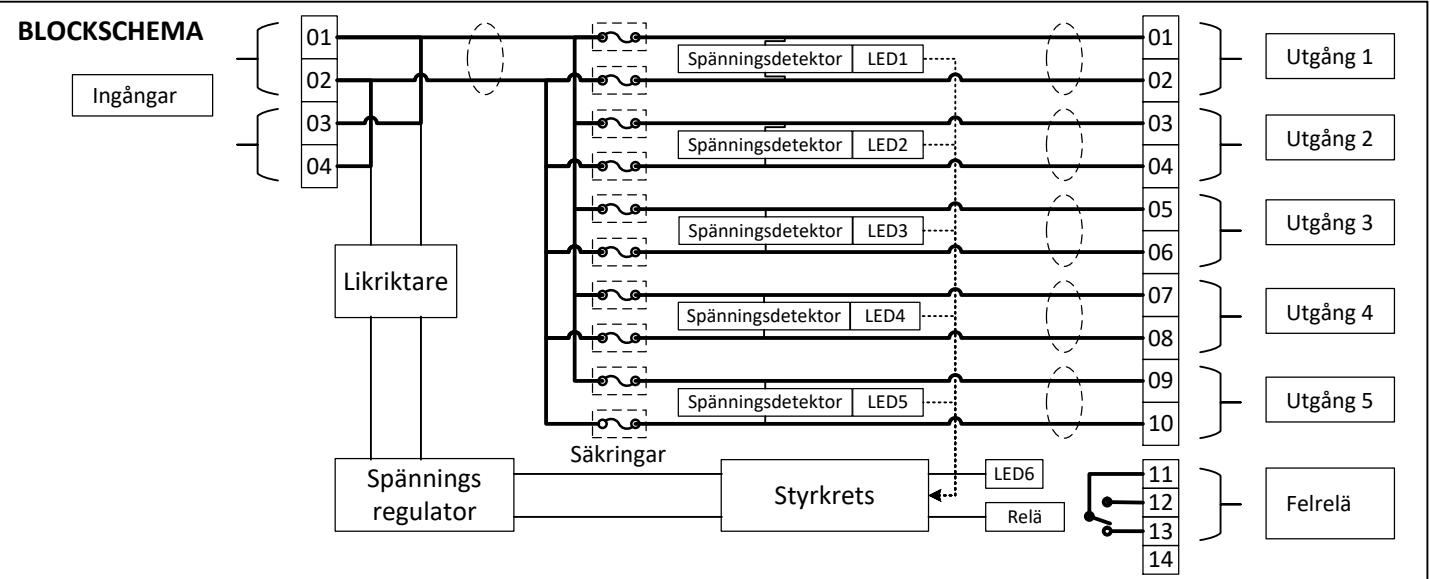 BLOCKSCHEMA
Ingångar
01
02
03
04
Likriktare
Spännings
regulator
Säkringar
Spänningsdetektor LED1
Spänningsdetektor LED2
Spänningsdetektor LED3
Spänningsdetektor LED4
Spänningsdetektor LED5
Styrkrets
LED6
Relä
01
02
03
04
05
06
07
08
09
10
11
12
13
14
Utgång 1
Utgång 2
Utgång 3
Utgång 4
Utgång 5
Felrelä